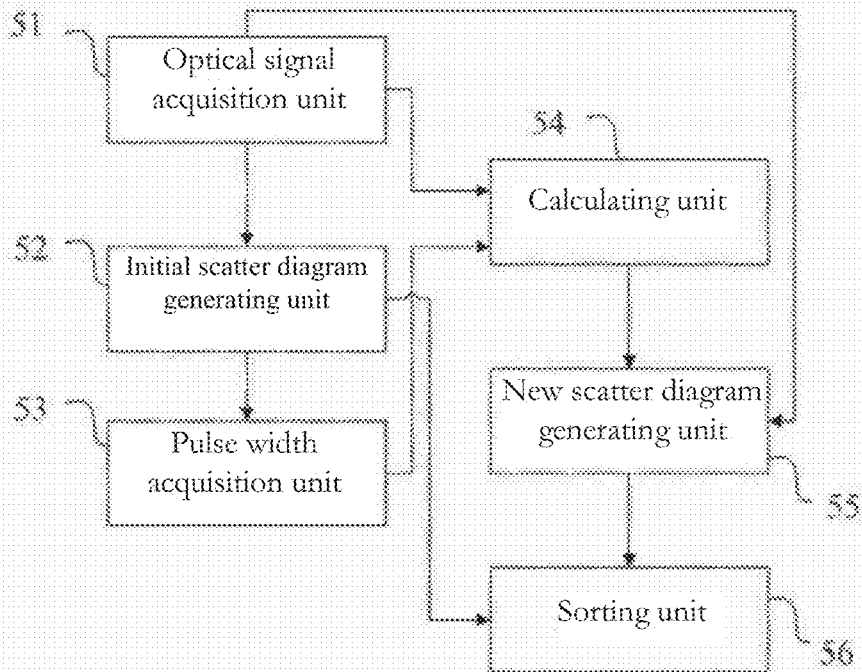 51
Optical signal
acquisition unit
54
Calculating unit
52
Initial scatter diagram
generating unit
53
Pulse width
acquisition unit
New scatter diagram
generating unit
55
Sorting unit
56